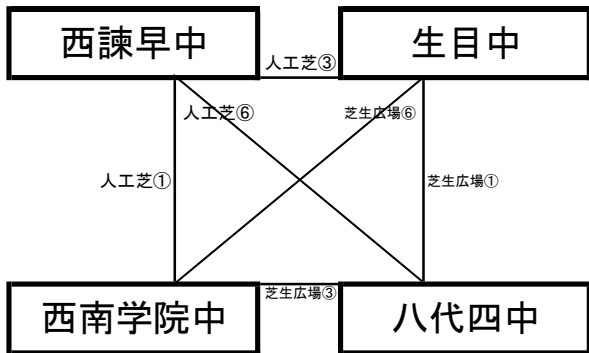 西諫早中
生目中
人工芝③
人工芝⑥
芝生広場⑥
人工芝①
芝生広場①
西南学院中
芝生広場③
八代四中